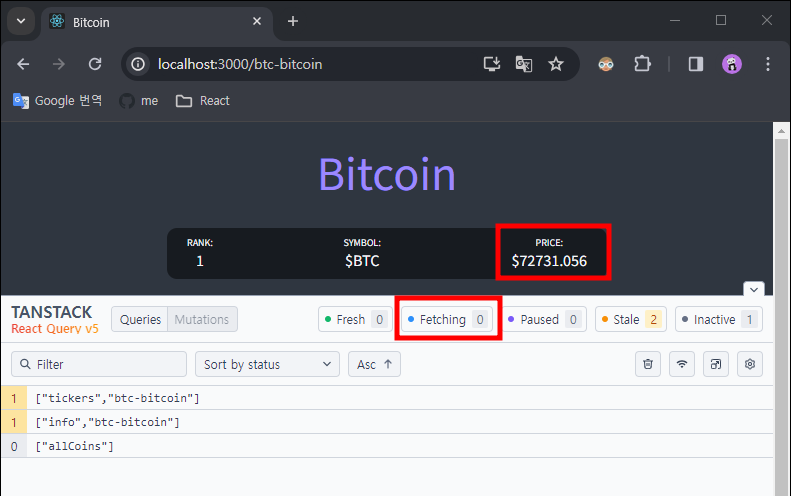 Bitcoin
localhost:3000/btc-bitcoin
Google 번역 me React
Bitcoin
RANK: SYMBOL: PRICE:
1 $BTC $72731.056
TANSTACK
React Query v5
Queries Mutations Fresh 0 Fetching 0 Paused 0 Stale 2 Inactive 1
Filter Sort by status Asc
1 ["tickers","btc-bitcoin"]
1 ["info","btc-bitcoin"]
0 ["allCoins"]